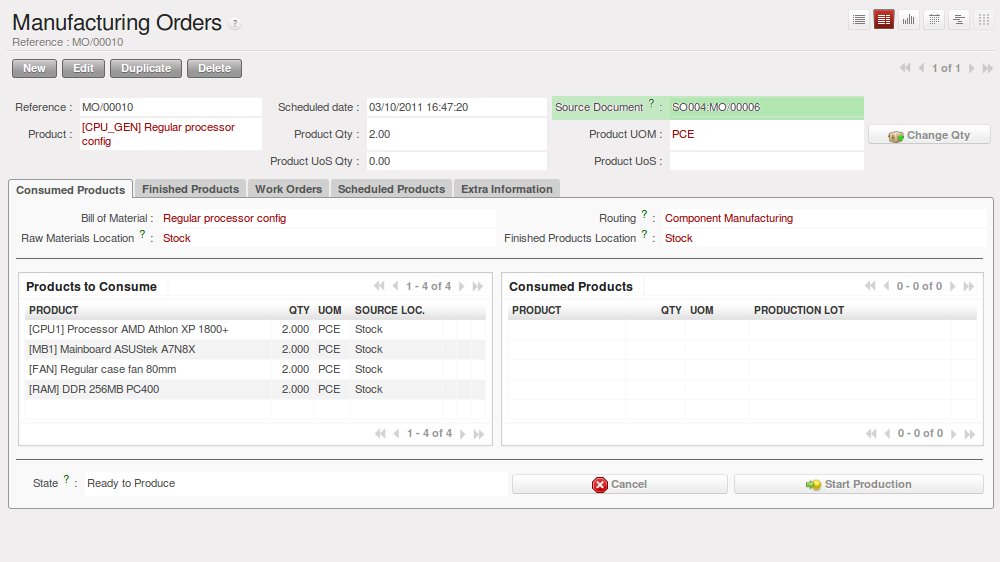 Manufacturing Orders ?
Reference : MO/00010
New Edit Duplicate Delete 1 of 1
Reference : MO/00010 Scheduled date : 03/10/2011 16:47:20 Source Document ? : SO004:MO/00006
Product : [CPU_GEN] Regular processor config Product Qty : 2.00 Product UOM : PCE Change Qty
Product UoS Qty : 0.00 Product UoS :
Consumed Products Finished Products Work Orders Scheduled Products Extra Information
Bill of Material : Regular processor config Routing ? : Component Manufacturing
Raw Materials Location ? : Stock Finished Products Location ? : Stock
Products to Consume 1 - 4 of 4
PRODUCT QTY UOM SOURCE LOC.
[CPU1] Processor AMD Athlon XP 1800+ 2.000 PCE Stock
[MB1] Mainboard ASUStek A7N8X 2.000 PCE Stock
[FAN] Regular case fan 80mm 2.000 PCE Stock
[RAM] DDR 256MB PC400 2.000 PCE Stock
1 - 4 of 4
Consumed Products 0 - 0 of 0
PRODUCT QTY UOM PRODUCTION LOT
0 - 0 of 0
State ? : Ready to Produce Cancel Start Production